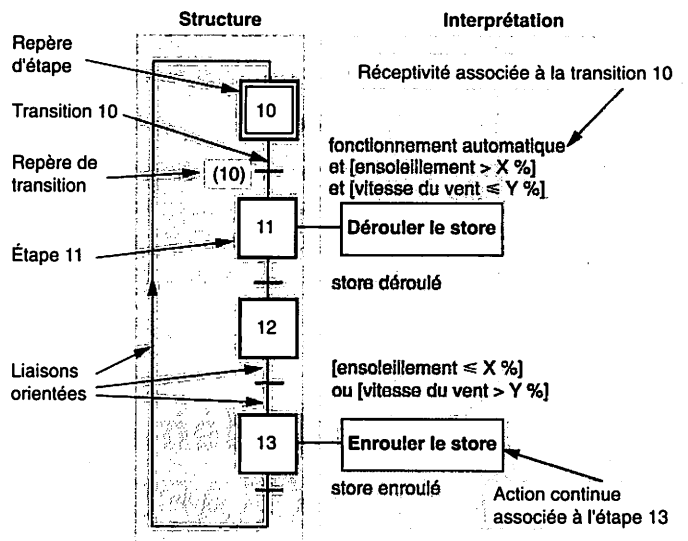 Structure
Interprétation
Repère
d'étape
Réceptivité associée à la transition 10
10
Transition 10
fonctionnement automatique
et [ensoleillement > X %]
et [vitesse du vent ≤ Y %]
Repère de
transition
(10)
11
Dérouler le store
Étape 11
store déroulé
12
Liaisons
orientées
[ensoleillement ≤ X %]
ou [vitesse du vent > Y %]
13
Enrouler le store
store enroulé
Action continue
associée à l'étape 13